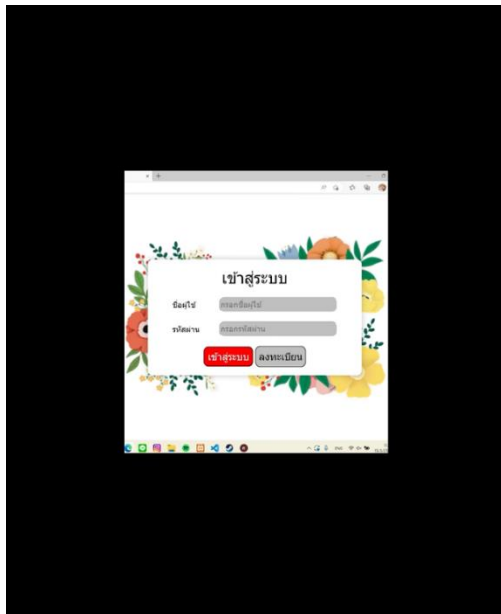 เข้าสู่ระบบ
ชื่อผู้ใช้ กรอกชื่อผู้ใช้
รหัสผ่าน กรอกรหัสผ่าน
เข้าสู่ระบบ ลงทะเบียน